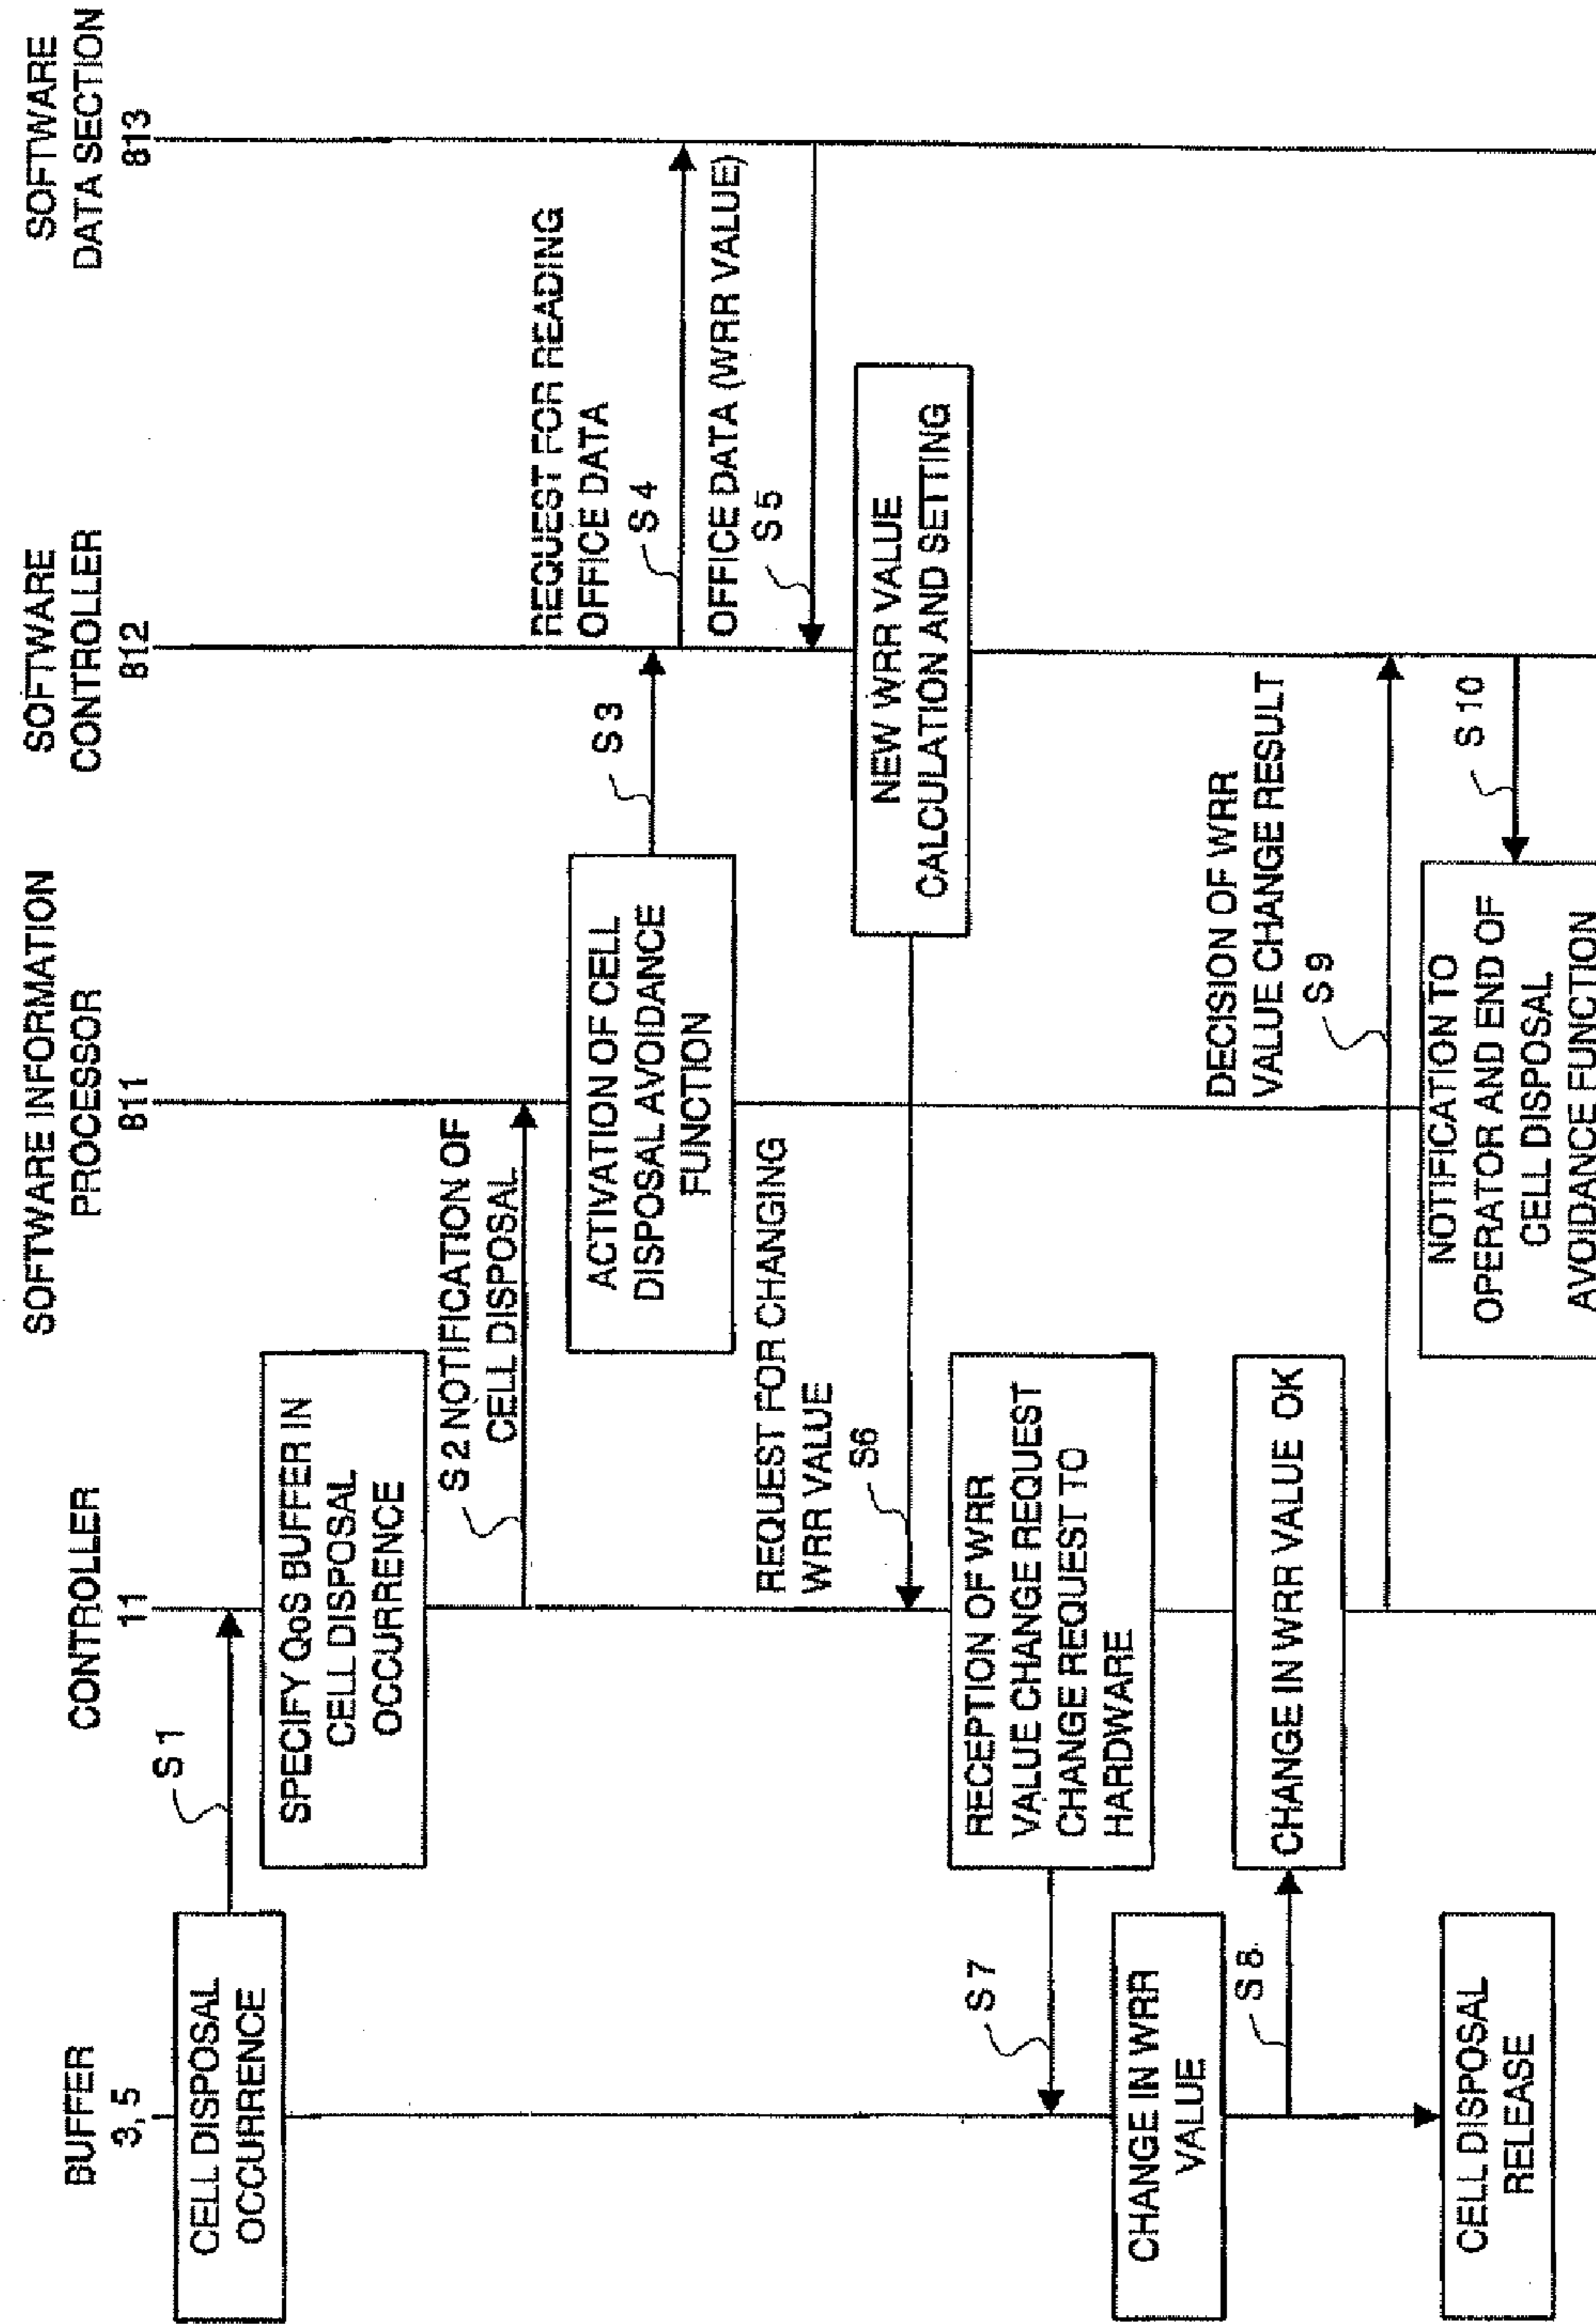 BUFFER
3, 5
CONTROLLER
11
SOFTWARE INFORMATION
PROCESSOR
811
SOFTWARE
CONTROLLER
812
SOFTWARE
DATA SECTION
813
CELL DISPOSAL
OCCURRENCE
S 1
SPECIFY QoS BUFFER IN
CELL DISPOSAL
OCCURRENCE
S 2 NOTIFICATION OF
CELL DISPOSAL
ACTIVATION OF CELL
DISPOSAL AVOIDANCE
FUNCTION
S 3
REQUEST FOR READING
OFFICE DATA
S 4
OFFICE DATA (WRR VALUE)
S 5
NEW WRR VALUE
CALCULATION AND SETTING
REQUEST FOR CHANGING
WRR VALUE
S6
RECEPTION OF WRR
VALUE CHANGE REQUEST
CHANGE REQUEST TO
HARDWARE
S 7
CHANGE IN WRR
VALUE
S 8
CHANGE IN WRR VALUE OK
DECISION OF WRR
VALUE CHANGE RESULT
S 9
S 10
NOTIFICATION TO
OPERATOR AND END OF
CELL DISPOSAL
AVOIDANCE FUNCTION
CELL DISPOSAL
RELEASE